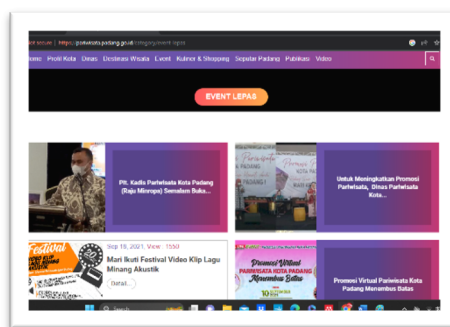 https://pariwisata.padang.go.id/category/event-lepas
Home Profil Kota Dinas Destinasi Wisata Event Kuliner & Shopping Seputar Padang Publikasi Video
EVENT LEPAS
Plt. Kadis Pariwisata Kota Padang
(Raju Minropa) Semalam Buka...
Untuk Meningkatkan Promosi
Pariwisata, Dinas Pariwisata
Kota...
Festival
Sep 19, 2021, View : 1550
Mari Ikuti Festival Video Klip Lagu
Minang Akustik
Detail...
Promosi Virtual
PARIWISATA KOTA PADANG
Menembus Batas
10
Promosi Virtual Pariwisata Kota
Padang Menembus Batas